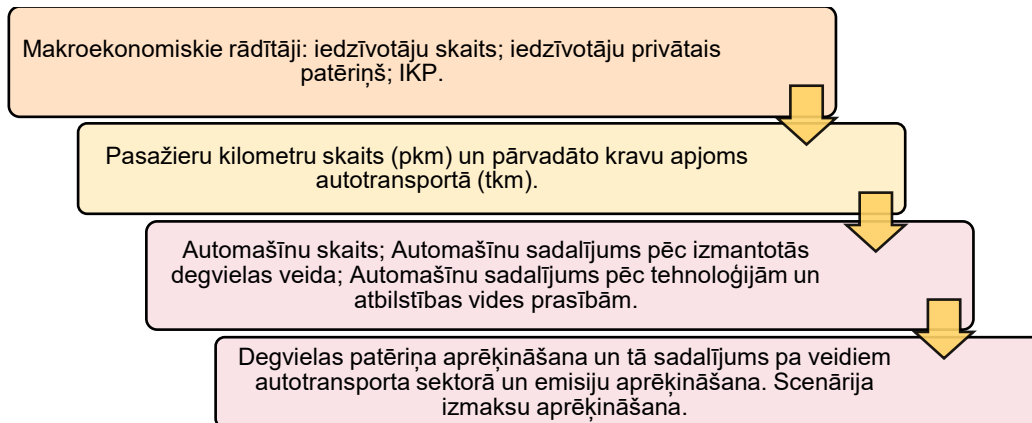 Makroekonomiskie rādītāji: iedzīvotāju skaits; iedzīvotāju privātais
patēriņš; IKP.
Pasažieru kilometru skaits (pkm) un pārvadāto kravu apjoms
autotransportā (tkm).
Automašīnu skaits; Automašīnu sadalījums pēc izmantotās
degvielas veida; Automašīnu sadalījums pēc tehnoloģijām un
atbilstības vides prasībām.
Degvielas patēriņa aprēķināšana un tā sadalījums pa veidiem
autotransporta sektorā un emisiju aprēķināšana. Scenārija
izmaksu aprēķināšana.